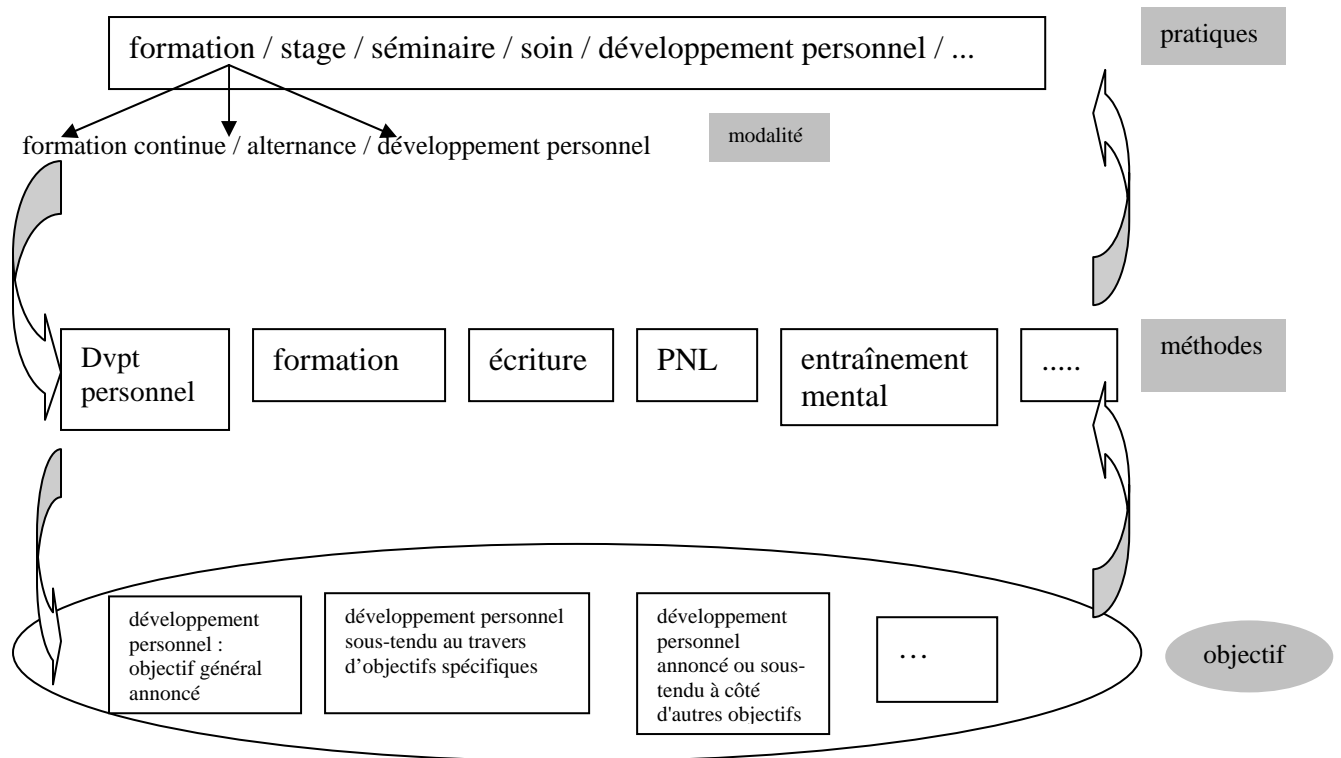 formation / stage / séminaire / soin / développement personnel / ...
pratiques
formation continue / alternance / développement personnel
modalité
Dvpt
personnel
formation
écriture
PNL
entraînement
mental
.....
méthodes
développement
personnel :
objectif général
annoncé
développement personnel
sous-tendu au travers
d’objectifs spécifiques
développement
personnel
annoncé ou sous-
tendu à côté
d'autres objectifs
…
objectif